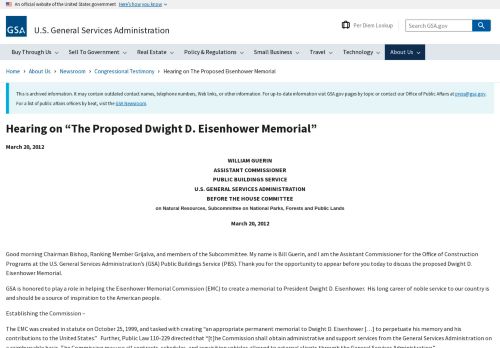 An official website of the United States government Here's how you know
GSA
U.S. General Services Administration
Per Diem Lookup
Search GSA.gov
Buy Through Us
Sell To Government
Real Estate
Policy & Regulations
Small Business
Travel
Technology
About Us
Home › About Us › Newsroom › Congressional Testimony › Hearing on The Proposed Eisenhower Memorial
This is archived information. It may contain outdated contact names, telephone numbers, Web links, or other information. For up-to-date information visit GSA.gov pages by topic or contact our Office of Public Affairs at press@gsa.gov.
For a list of public affairs officers by beat, visit the GSA Newsroom.
Hearing on “The Proposed Dwight D. Eisenhower Memorial”
March 20, 2012
WILLIAM GUERIN
ASSISTANT COMMISSIONER
PUBLIC BUILDINGS SERVICE
U.S. GENERAL SERVICES ADMINISTRATION
BEFORE THE HOUSE COMMITTEE
on Natural Resources, Subcommittee on National Parks, Forests and Public Lands
March 20, 2012
Good morning Chairman Bishop, Ranking Member Grijalva, and members of the Subcommittee. My name is Bill Guerin, and I am the Assistant Commissioner for the Office of Construction
Programs at the U.S. General Services Administration's (GSA) Public Buildings Service (PBS). Thank you for the opportunity to appear before you today to discuss the proposed Dwight D.
Eisenhower Memorial.
GSA is honored to play a role in helping the Eisenhower Memorial Commission (EMC) to create a memorial to President Dwight D. Eisenhower. His long career of noble service to our country is
and should be a source of inspiration to the American people.
Establishing the Commission –
The EMC was created in statute on October 25, 1999, and tasked with creating “an appropriate permanent memorial to Dwight D. Eisenhower […] to perpetuate his memory and his
contributions to the United States” Further, Public Law 110-229 directed that “[t]he Commission shall obtain administrative and support services from the General Services Administration on